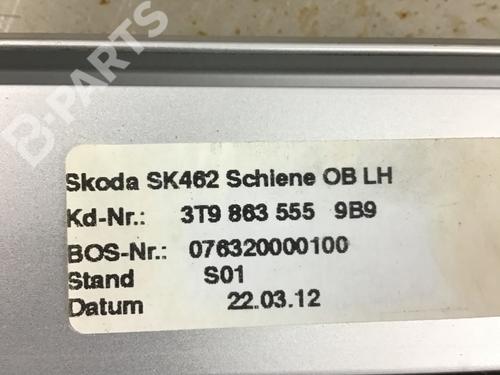 B-PARTS
Skoda SK462 Schiene OB LH
Kd-Nr.: 3T9 863 555 9B9
BOS-Nr.: 076320000100
Stand S01
Datum 22.03.12